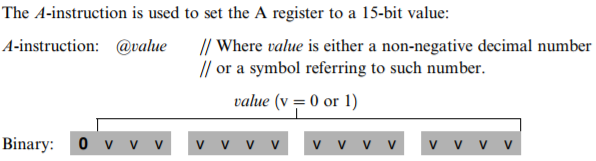 The A-instruction is used to set the A register to a 15-bit value:
A-instruction: @value // Where value is either a non-negative decimal number
// or a symbol referring to such number.
value (v = 0 or 1)
Binary: 0 v v v v v v v v v v v v v v v